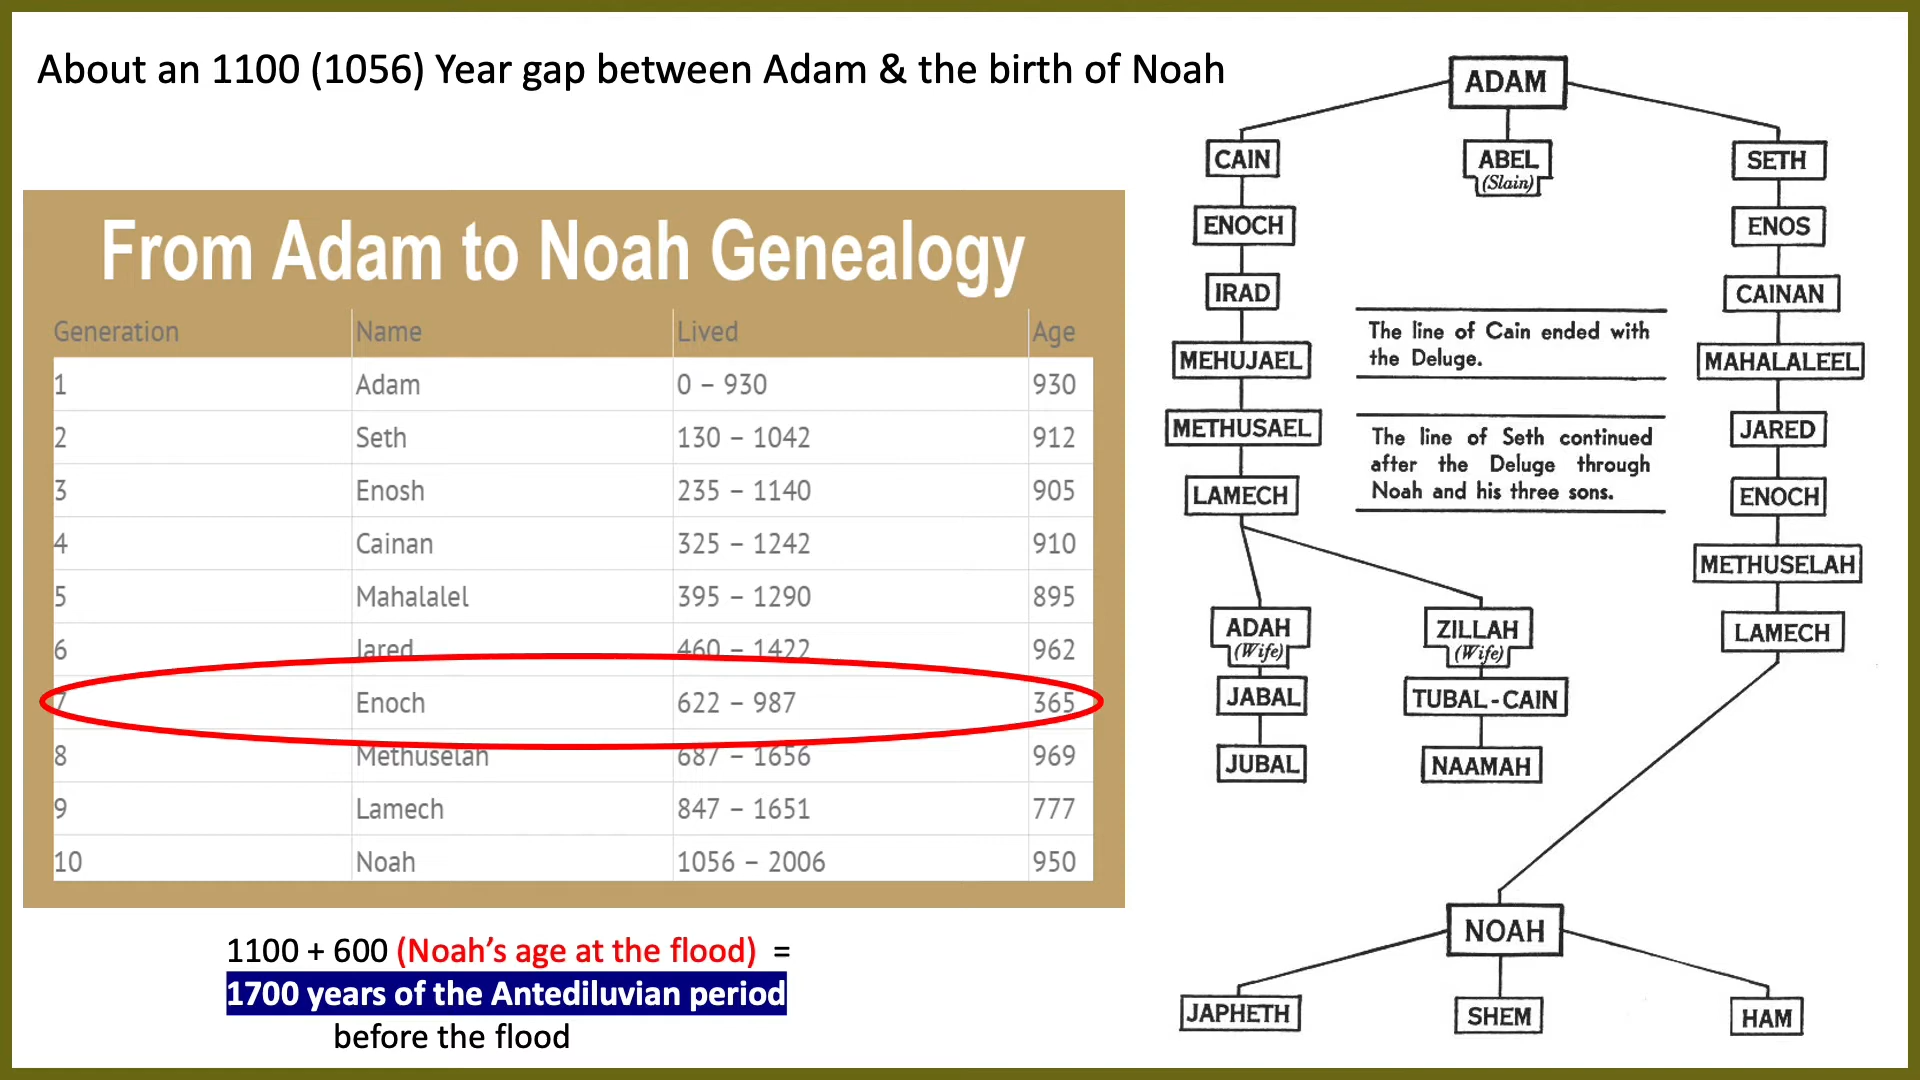 About an 1100 (1056) Year gap between Adam & the birth of Noah
From Adam to Noah Genealogy
Generation Name Lived Age
1 Adam 0 – 930 930
2 Seth 130 – 1042 912
3 Enosh 235 – 1140 905
4 Cainan 325 – 1242 910
5 Mahalalel 395 – 1290 895
6 Jared 460 – 1422 962
7 Enoch 622 – 987 365
8 Methuselah 687 – 1656 969
9 Lamech 847 – 1651 777
10 Noah 1056 – 2006 950
1100 + 600 (Noah’s age at the flood) =
1700 years of the Antediluvian period
before the flood
ADAM
CAIN ABEL SETH
(Slain)
ENOCH ENOS
IRAD CAINAN
The line of Cain ended with
the Deluge.
MEHUJAEL MAHALALEEL
METHUSAEL JARED
The line of Seth continued
after the Deluge through
Noah and his three sons.
LAMECH ENOCH
METHUSELAH
ADAH ZILLAH LAMECH
(Wife) (Wife)
JABAL TUBAL-CAIN
JUBAL NAAMAH
NOAH
JAPHETH SHEM HAM